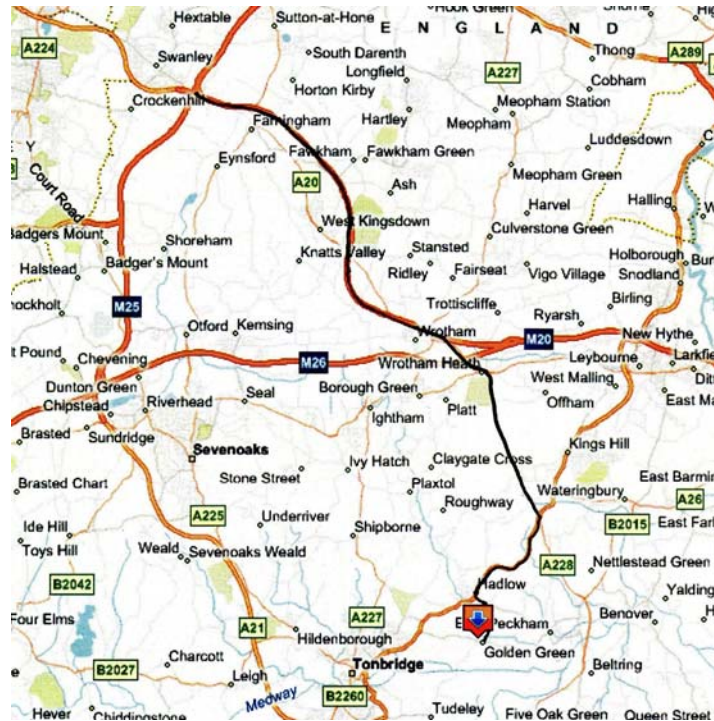 Hextable
Sutton-at-Hone
E N G L A N D
A224
Swanley
South Darenth
Longfield
A227
Thong
A289
Cobham
Crockenhill
Horton Kirby
Meopham Station
Farningham
Hartley
Meopham
Luddesdown
Eynsford
Fawkham
Fawkham Green
A20
Ash
Meopham Green
Court Road
Harvel
Halling
West Kingsdown
Badgers Mount
Shoreham
Knatts Valley
Stansted
Culverstone Green
Holborough
Halstead
Badger's Mount
Ridley
Fairseat
Vigo Village
Snodland
M25
Trottiscliffe
Birling
Otford
Kemsing
Wrotham
Ryarsh
New Hythe
Chevening
M26
M20
Wrotham Heath
Leybourne
Dunton Green
Seal
Borough Green
West Malling
Chipstead
Riverhead
Ightham
Platt
Offham
Brasted
Sundridge
Sevenoaks
Kings Hill
Stone Street
Ivy Hatch
Claygate Cross
Brasted Chart
Plaxtol
Wateringbury
A26
A225
Underriver
Roughway
B2015
Ide Hill
Shipborne
Toys Hill
Weald
Sevenoaks Weald
A228
Nettlestead Green
B2042
Hadlow
Four Elms
A21
A227
Peckham
Benover
Hildenborough
Golden Green
Charcott
Tonbridge
Beltring
B2027
Leigh
Medway
B2260
Hever
Chiddingstone
Tudeley
Five Oak Green
Queen Street